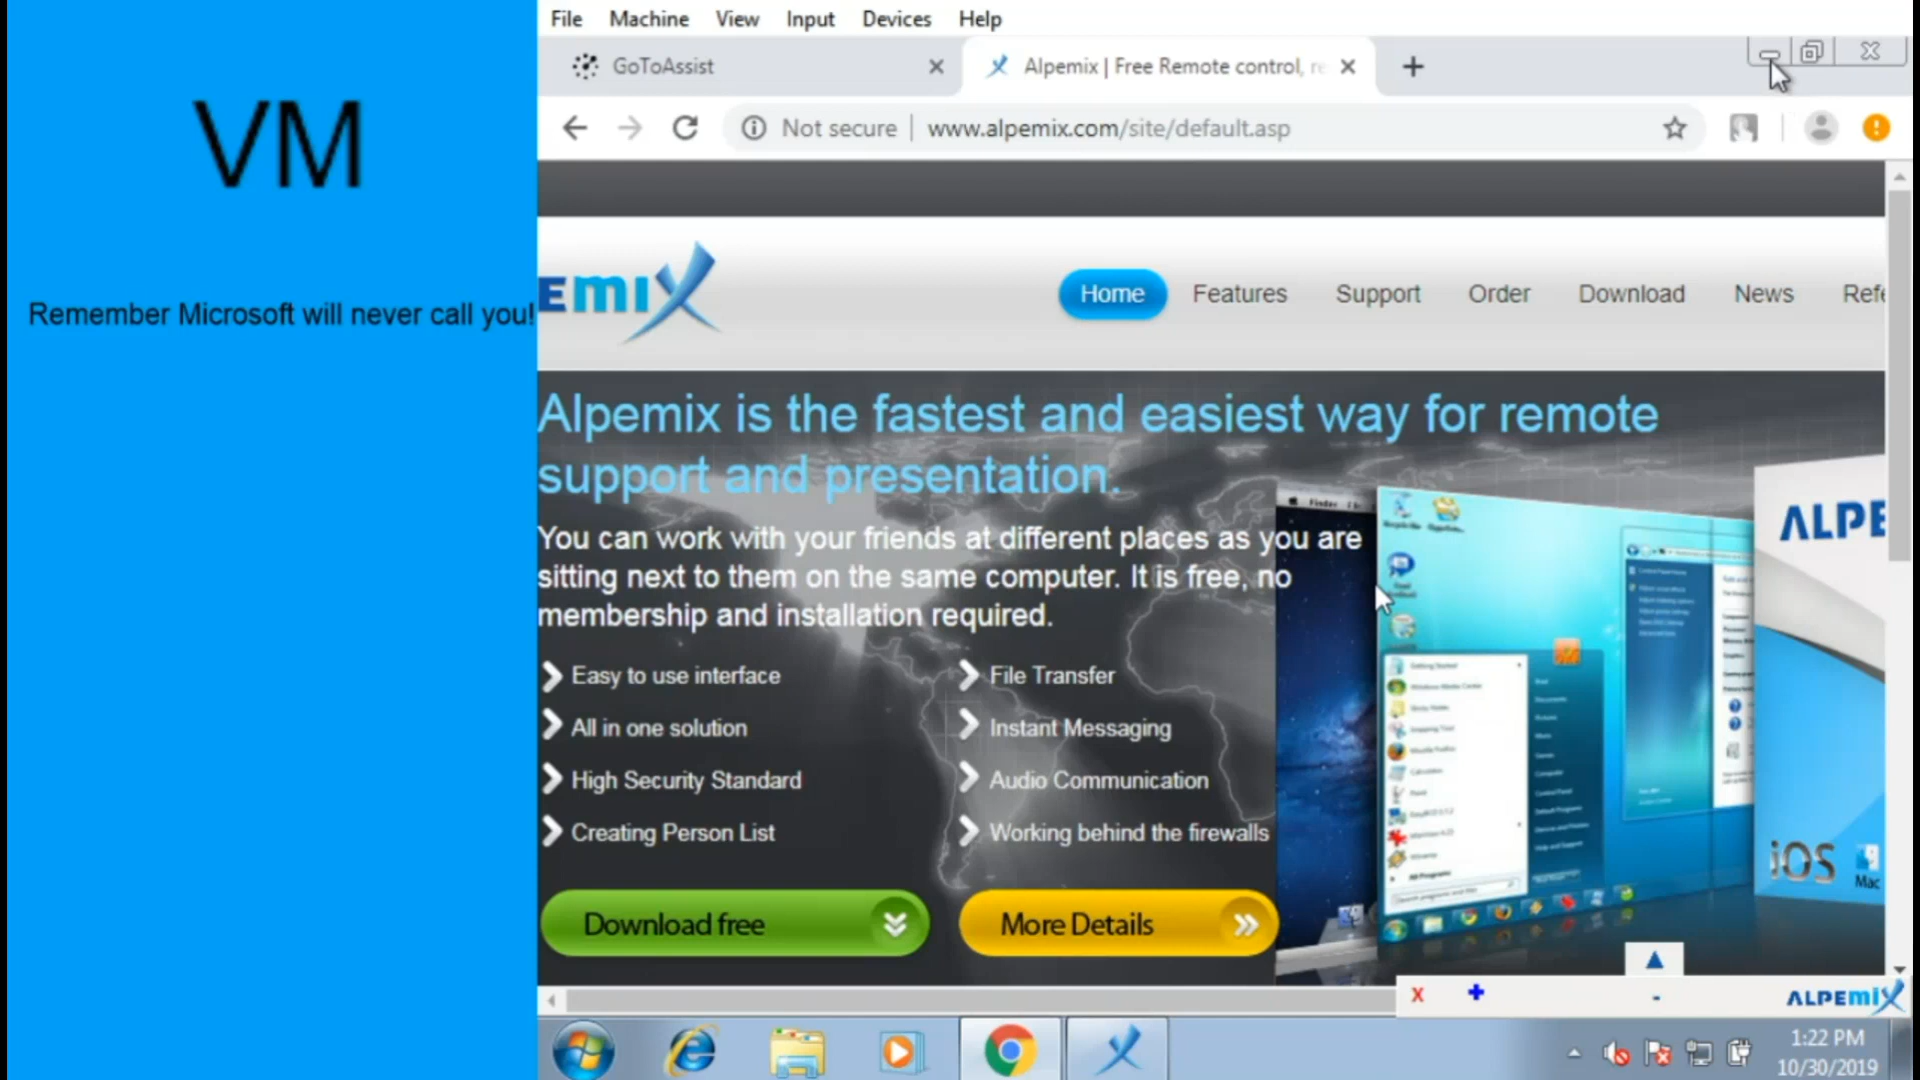 VM
Remember Microsoft will never call you!
File Machine View Input Devices Help
GoToAssist
Alpemix | Free Remote control, re
Not secure | www.alpemix.com/site/default.asp
EMIX
Home Features Support Order Download News Refe
Alpemix is the fastest and easiest way for remote
support and presentation.
You can work with your friends at different places as you are
sitting next to them on the same computer. It is free, no
membership and installation required.
Easy to use interface
File Transfer
All in one solution
Instant Messaging
High Security Standard
Audio Communication
Creating Person List
Working behind the firewalls
Download free
More Details
ALPE
iOS
Mac
X + - ALPEMIX
1:22 PM
10/30/2019